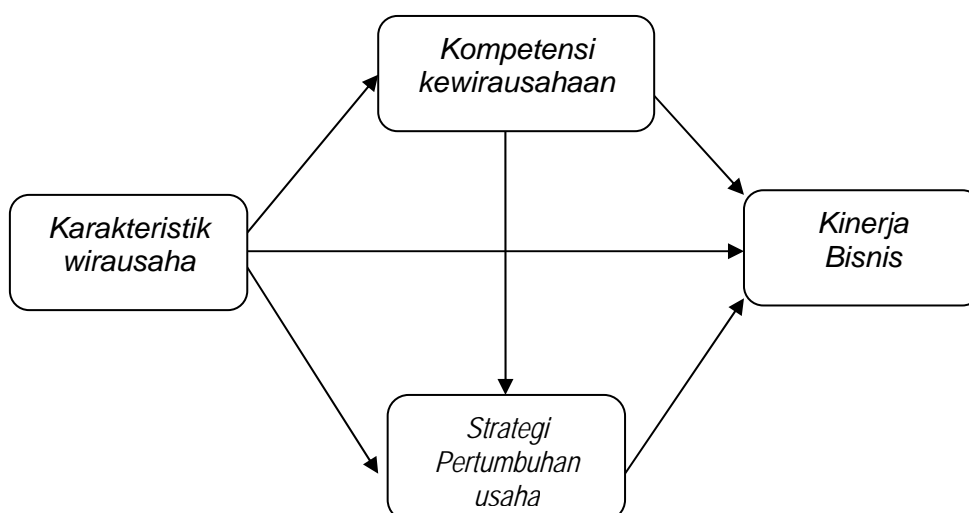 Kompetensi
kewirausahaan
Karakteristik
wirausaha
Kinerja
Bisnis
Strategi
Pertumbuhan
usaha